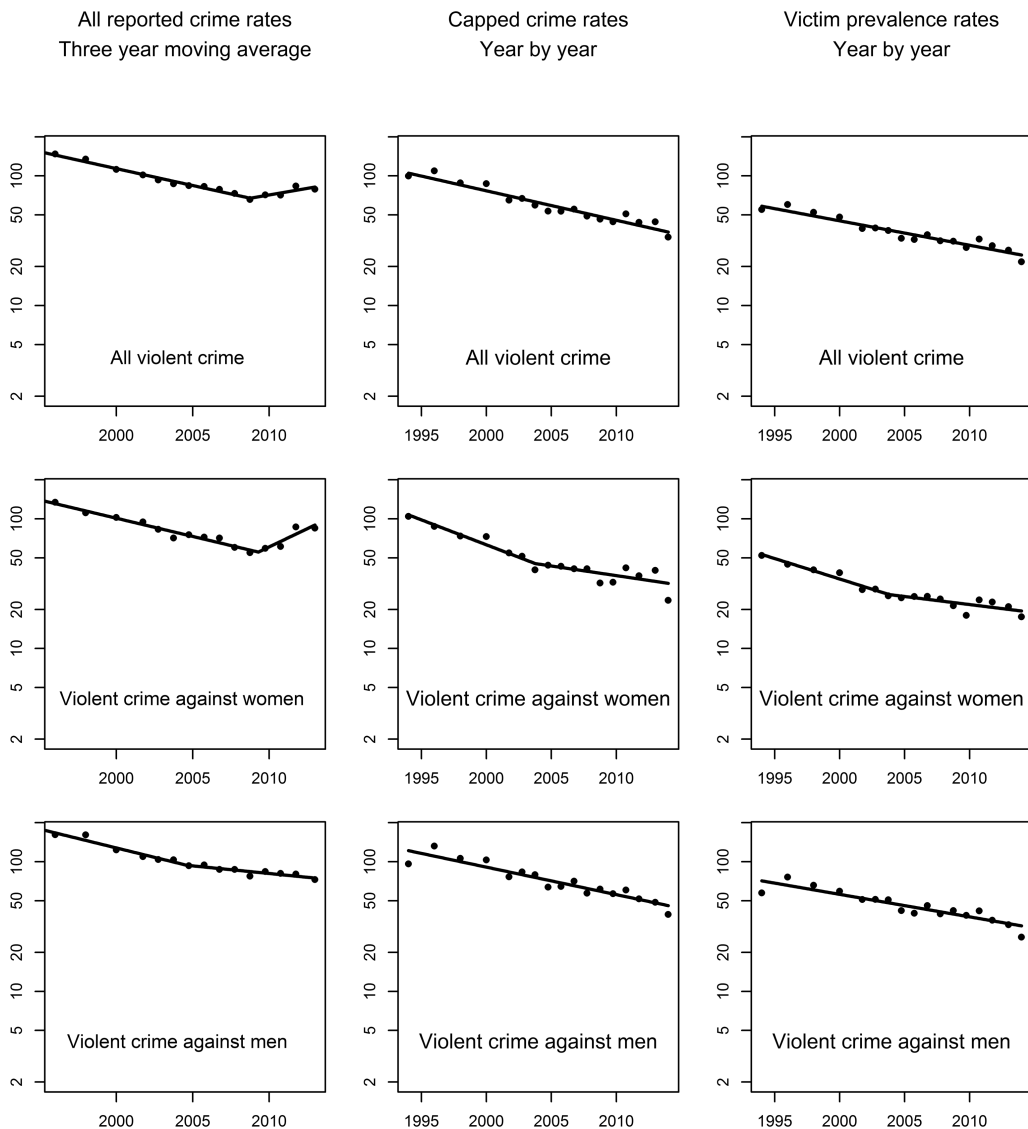 All reported crime rates
Three year moving average
Capped crime rates
Year by year
Victim prevalence rates
Year by year
100
50
20
10
5
2
All violent crime
2000 2005 2010
100
50
20
10
5
2
All violent crime
1995 2000 2005 2010
100
50
20
10
5
2
All violent crime
1995 2000 2005 2010
100
50
20
10
5
2
Violent crime against women
2000 2005 2010
100
50
20
10
5
2
Violent crime against women
1995 2000 2005 2010
100
50
20
10
5
2
Violent crime against women
1995 2000 2005 2010
100
50
20
10
5
2
Violent crime against men
2000 2005 2010
100
50
20
10
5
2
Violent crime against men
1995 2000 2005 2010
100
50
20
10
5
2
Violent crime against men
1995 2000 2005 2010